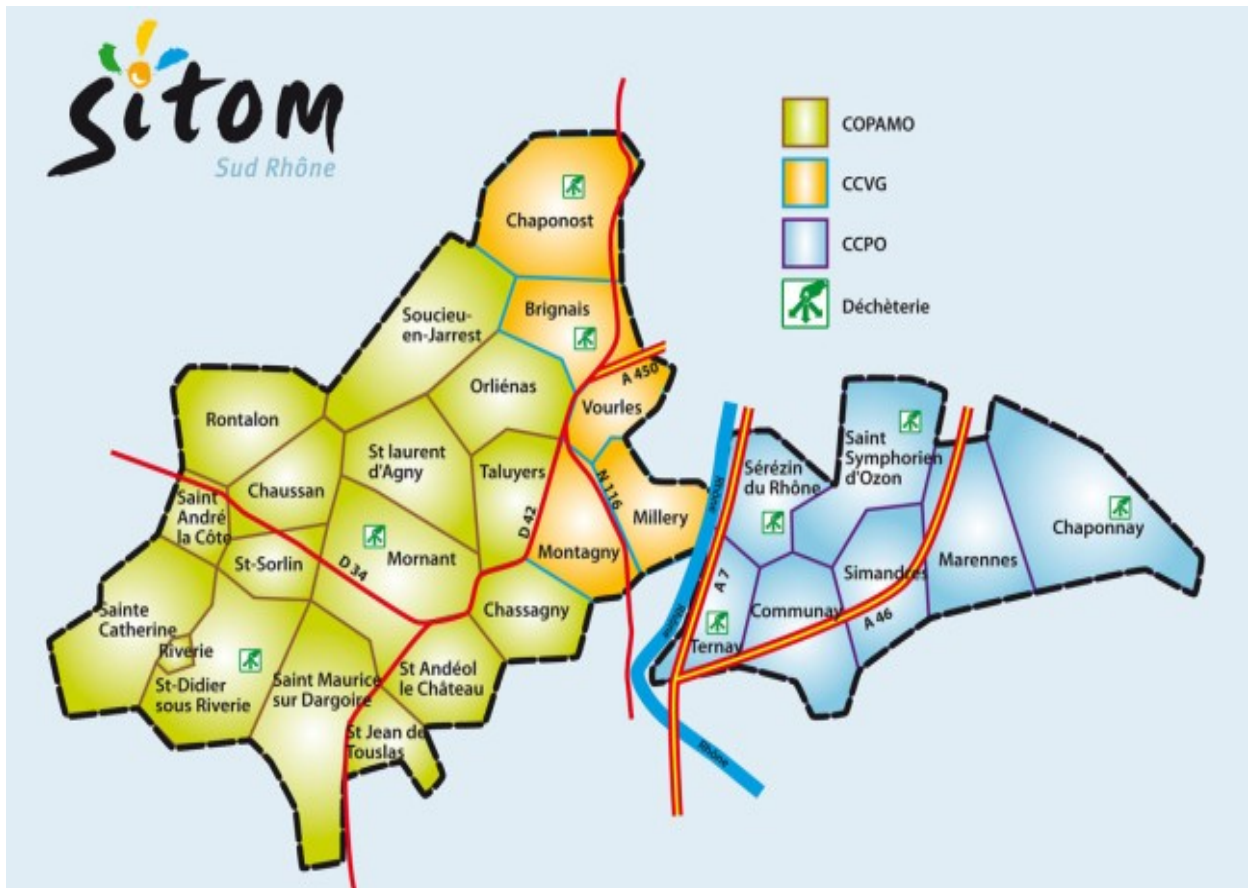 sitom
Sud Rhône
COPAMO
CCVG
CCPO
Déchèterie
Chaponost
Brignais
Soucieu-
en-Jarrest
Orliénas
A 450
Vourles
Rontalon
St laurent
d'Agny
Taluyers
Chaussan
Saint
André
la Côte
N 116
Millery
D 42
Montagny
Mornant
D 34
St-Sorlin
Chassagny
Sainte
Catherine
Riverie
St-Didier
sous Riverie
Saint Maurice
sur Dargoire
St Andéol
le Château
St Jean de
Touslas
Rhône
Rhône
Rhône
Sérézin
du Rhône
Saint
Symphorien
d'Ozon
Chaponnay
Marennes
Simandres
A 7
Communay
A 46
Ternay